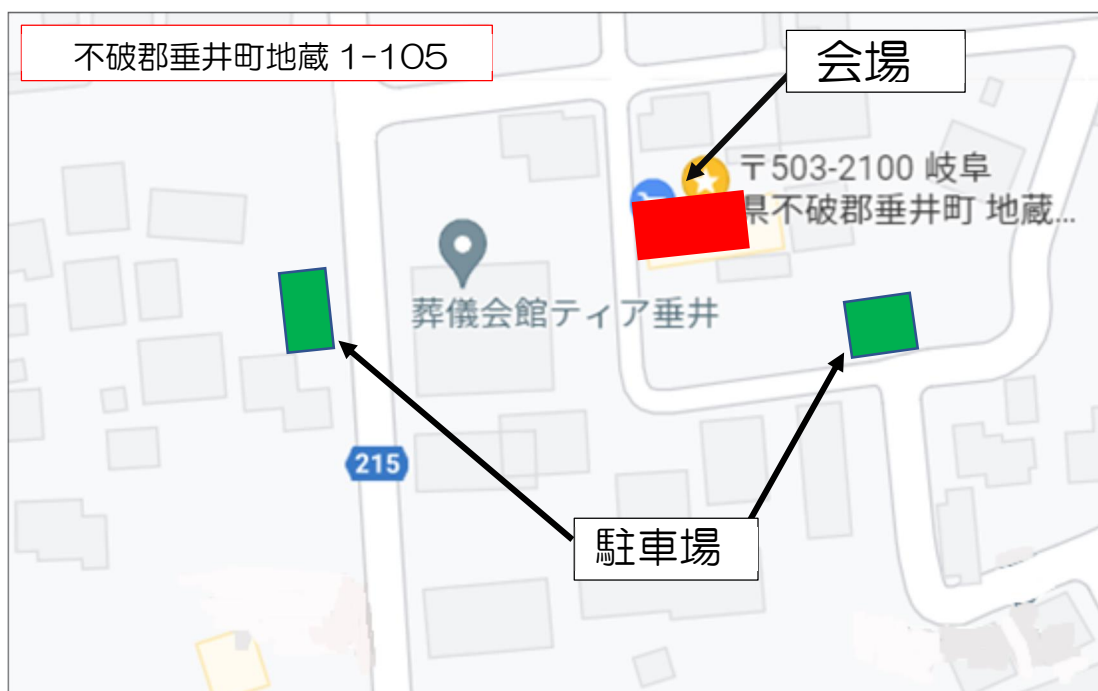 不破郡垂井町地蔵 1-105
会場
〒503-2100 岐阜
県不破郡垂井町 地蔵...
葬儀会館ティア垂井
215
駐車場